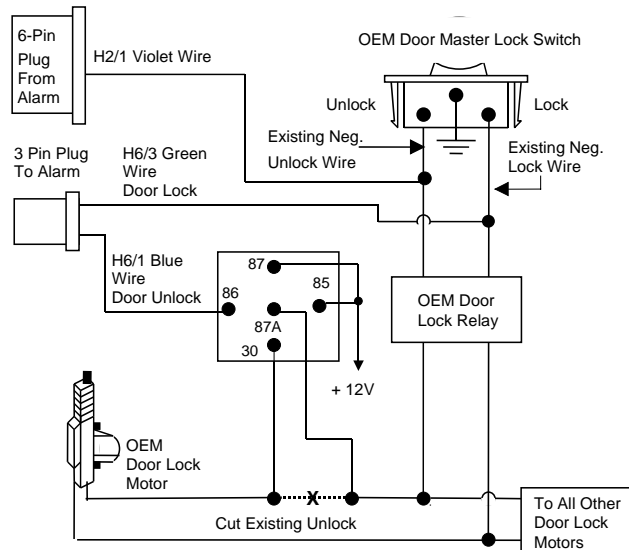 6-Pin
Plug
From
Alarm
H2/1 Violet Wire
OEM Door Master Lock Switch
Unlock
Lock
Existing Neg.
Unlock Wire
Existing Neg.
Lock Wire
3 Pin Plug
To Alarm
H6/3 Green
Wire
Door Lock
H6/1 Blue
Wire
Door Unlock
87
85
86
87A
30
+ 12V
OEM Door
Lock Relay
OEM
Door Lock
Motor
X
Cut Existing Unlock
To All Other
Door Lock
Motors